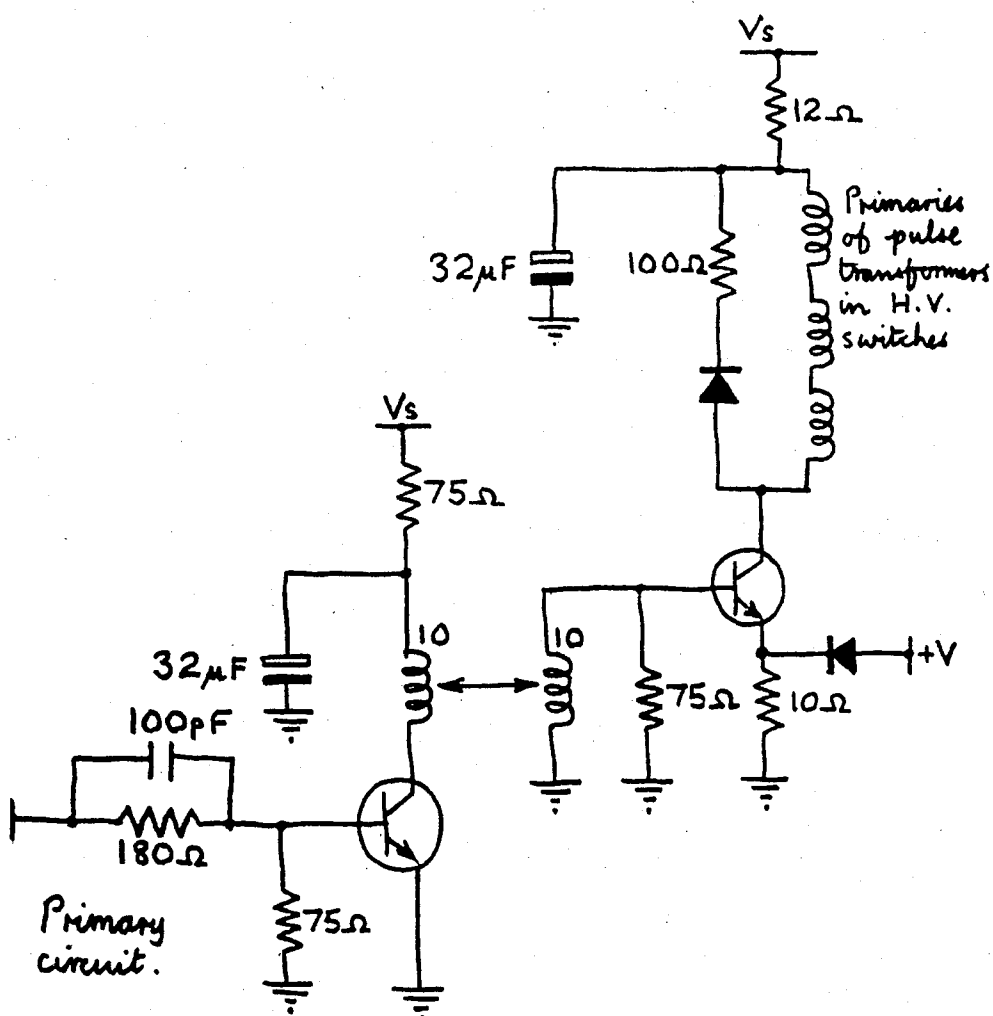 Vs
12Ω
Primaries
of pulse
transformers
in H.V.
switches
32μF
100Ω
Vs
75Ω
10
10
32μF
+V
75Ω
10Ω
100pF
180Ω
75Ω
Primary
circuit.